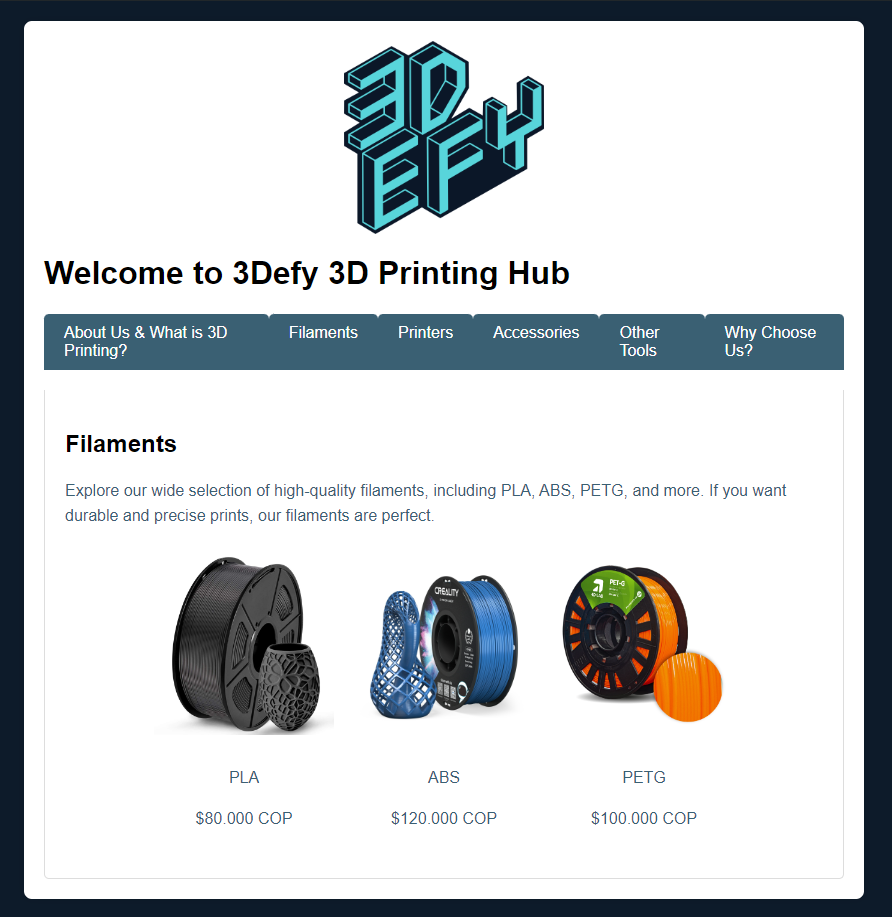 3D
EFY
Welcome to 3Defy 3D Printing Hub
About Us & What is 3D
Printing?
Filaments
Printers
Accessories
Other
Tools
Why Choose
Us?
Filaments
Explore our wide selection of high-quality filaments, including PLA, ABS, PETG, and more. If you want
durable and precise prints, our filaments are perfect.
CREALITY
PET-G
PLA
ABS
PETG
$80.000 COP
$120.000 COP
$100.000 COP